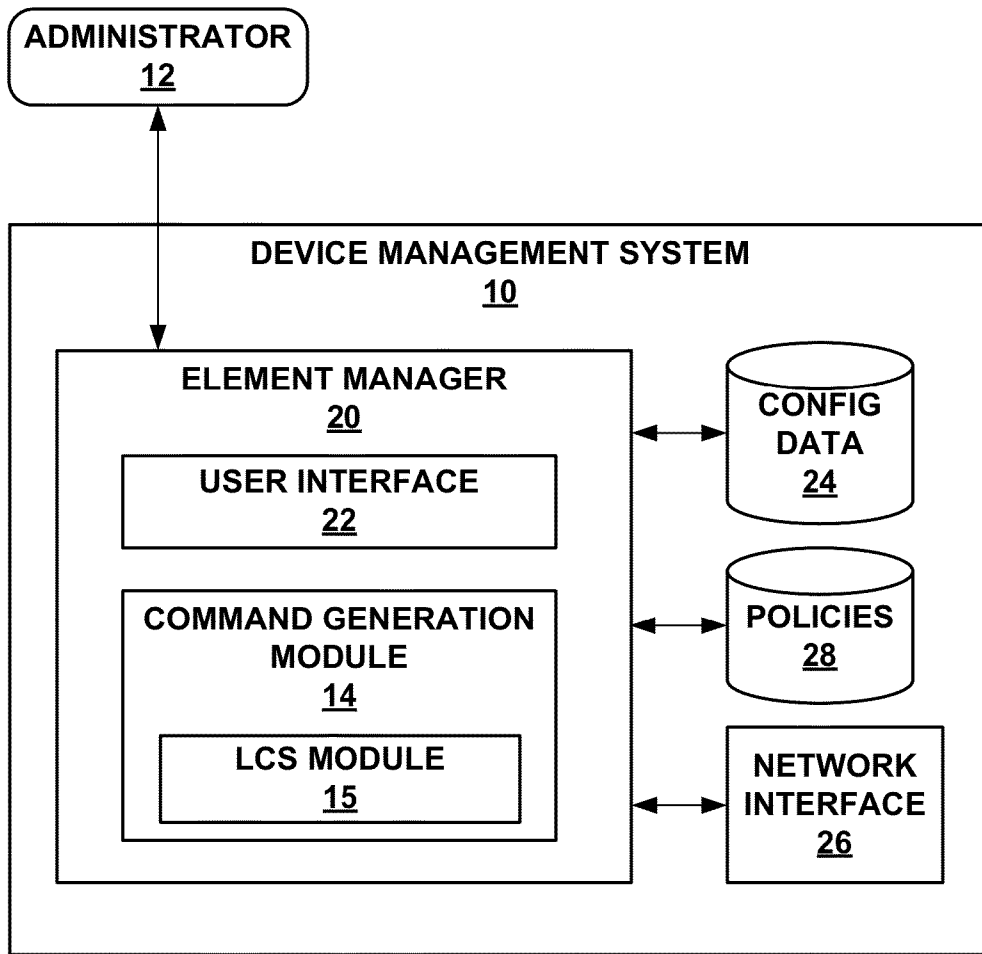 ADMINISTRATOR
12
DEVICE MANAGEMENT SYSTEM
10
ELEMENT MANAGER
20
USER INTERFACE
22
COMMAND GENERATION
MODULE
14
LCS MODULE
15
CONFIG
DATA
24
POLICIES
28
NETWORK
INTERFACE
26